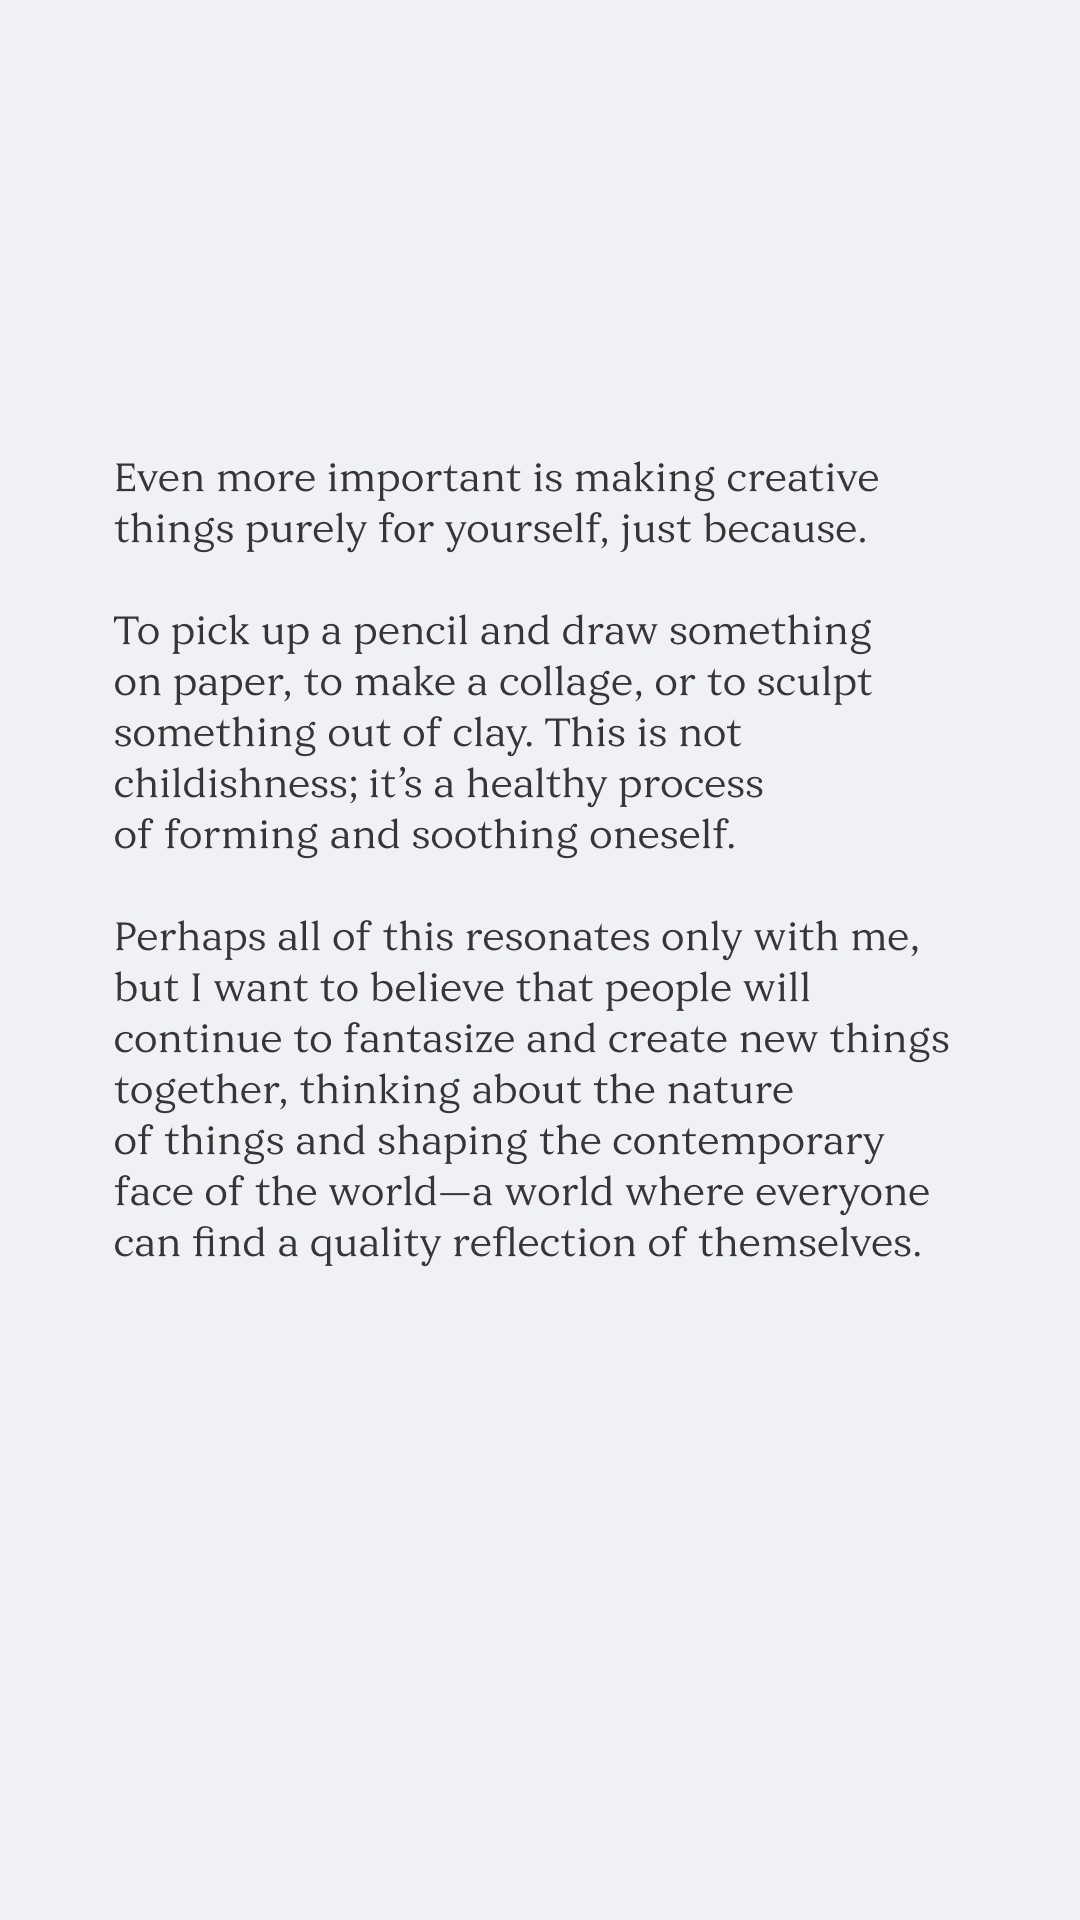 Even more important is making creative
things purely for yourself, just because.
To pick up a pencil and draw something
on paper, to make a collage, or to sculpt
something out of clay. This is not
childishness; it’s a healthy process
of forming and soothing oneself.
Perhaps all of this resonates only with me,
but I want to believe that people will
continue to fantasize and create new things
together, thinking about the nature
of things and shaping the contemporary
face of the world—a world where everyone
can find a quality reflection of themselves.